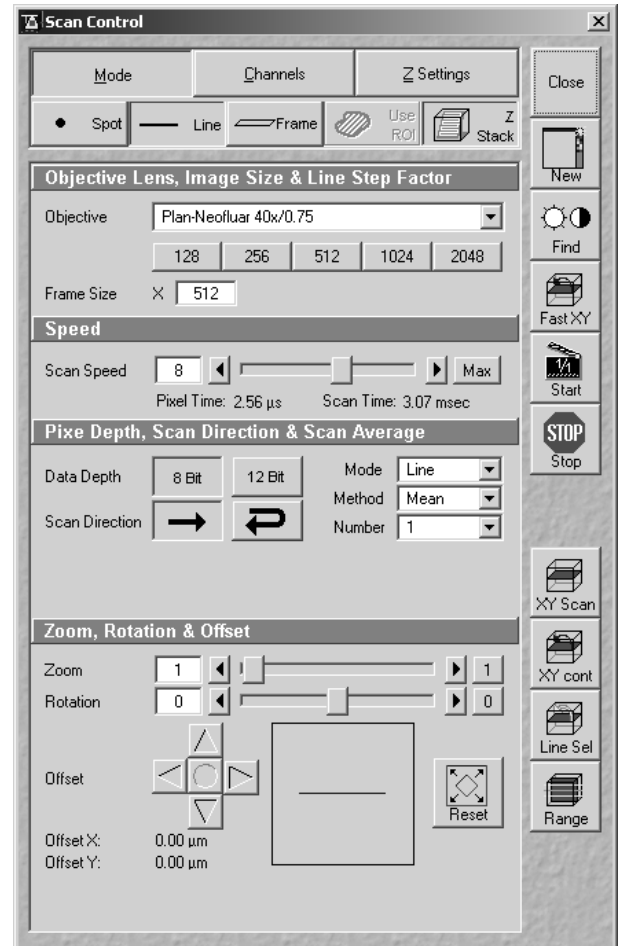 Scan Control
Mode Channels Z Settings Close
Spot Line Frame Use ROI Z Stack
New
Objective Lens, Image Size & Line Step Factor
Objective Plan-Neofluar 40x/0.75
Find
128 256 512 1024 2048
Frame Size X 512
Fast XY
Speed
Scan Speed 8 Max
1/1
Start
Pixel Time: 2.56 µs Scan Time: 3.07 msec
Pixe Depth, Scan Direction & Scan Average
STOP
Stop
Data Depth 8 Bit 12 Bit Mode Line
Method Mean
Scan Direction Number 1
XY Scan
Zoom, Rotation & Offset
Zoom 1 1
XY cont
Rotation 0 0
Line Sel
Offset
Reset
Range
Offset X: 0.00 µm
Offset Y: 0.00 µm